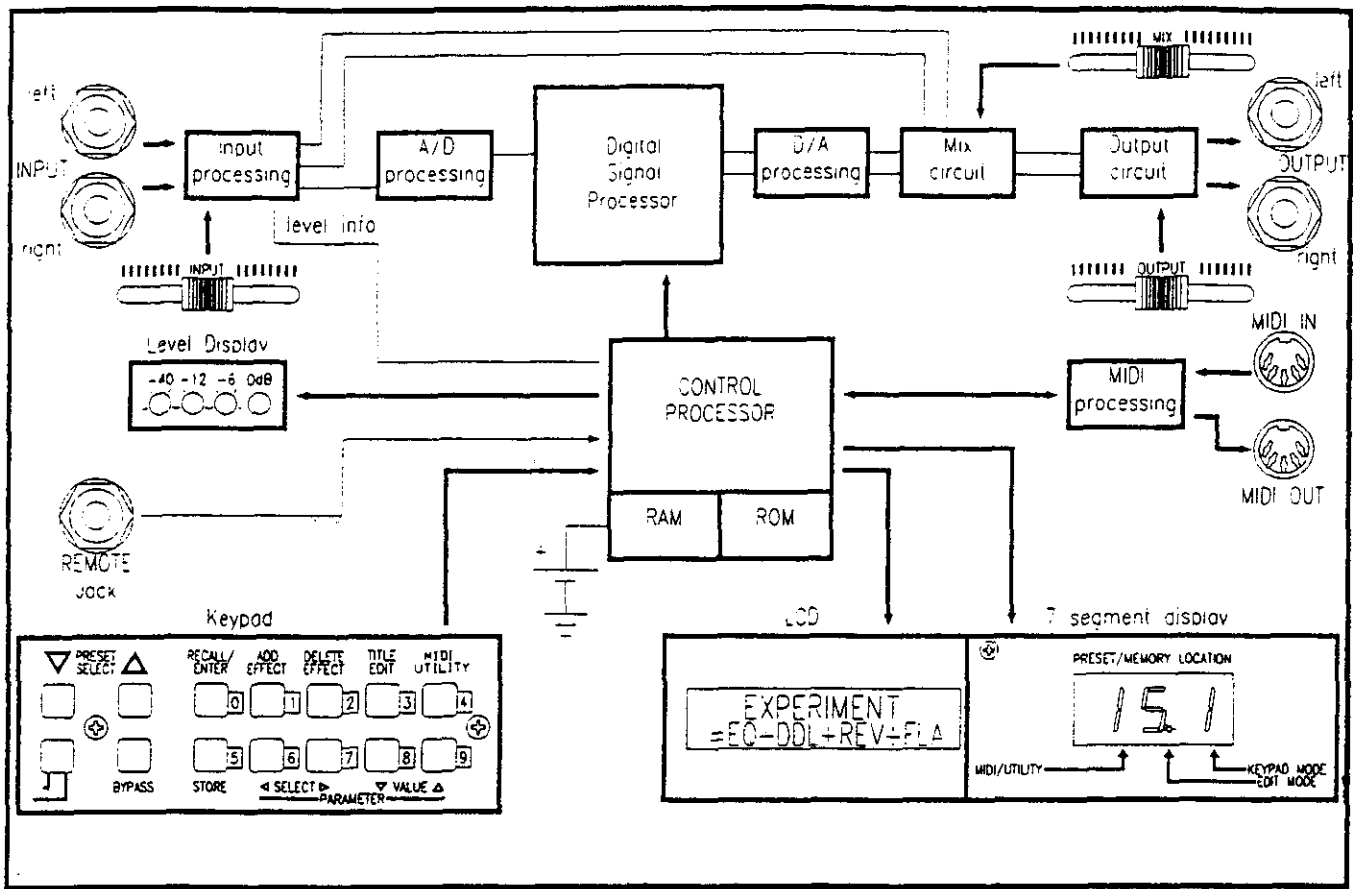 left
INPUT
right
Input
processing
A/D
processing
level info
INPUT
Digital
Signal
Processor
D/A
processing
Mix
circuit
Output
circuit
MIX
left
OUTPUT
right
OUTPUT
Level Display
-40 -12 -6 0dB
CONTROL
PROCESSOR
RAM
ROM
+
MIDI
processing
MIDI IN
MIDI OUT
REMOTE
Jack
Keypad
PRESET
SELECT
RECALL/
ENTER
ADD
EFFECT
DELETE
EFFECT
TITLE
EDIT
MIDI
UTILITY
0 1 2 3 4
5 6 7 8 9
BYPASS
STORE
SELECT
VALUE
PARAMETER
LCD
EXPERIMENT
=EQ-DDL+REV+FLA
7 segment display
PRESET/MEMORY LOCATION
15.1
MIDI/UTILITY
KEYPAD MODE
EDIT MODE